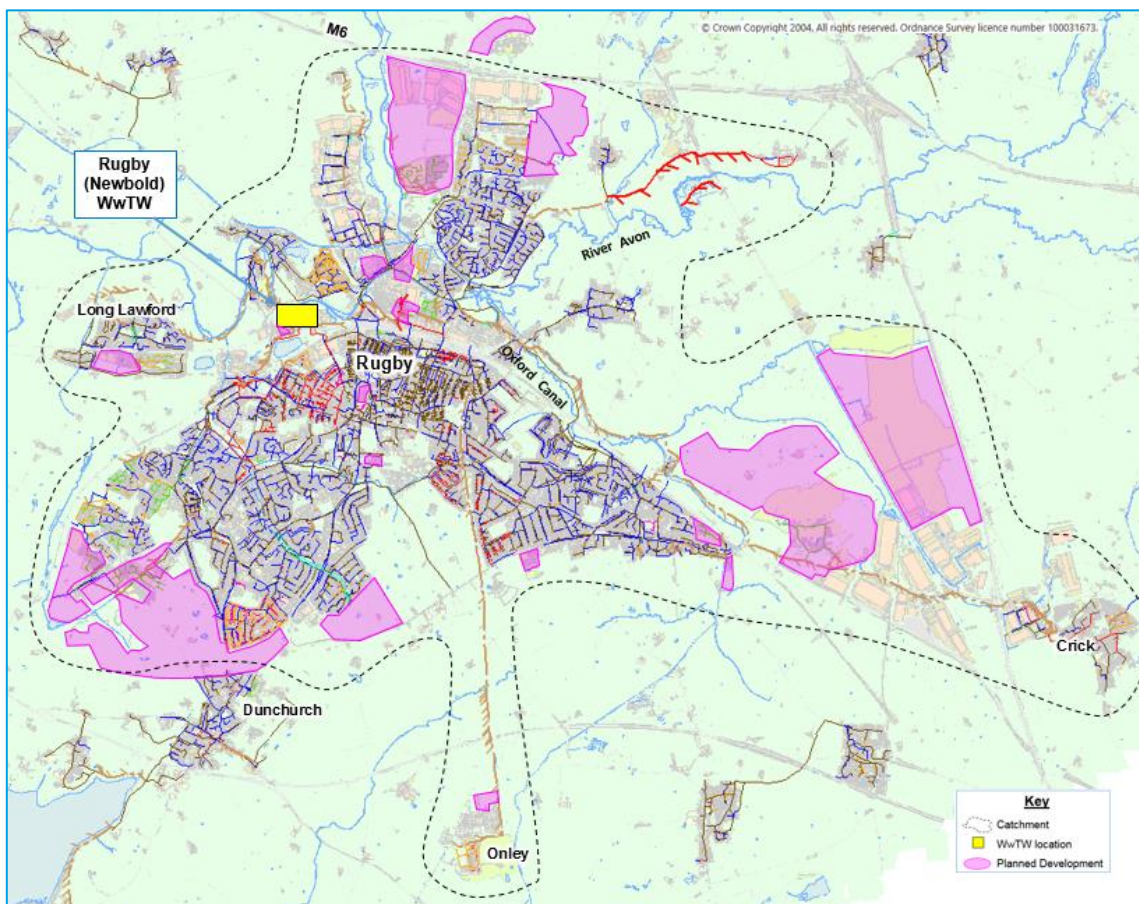 M6
© Crown Copyright 2004. All rights reserved. Ordnance Survey licence number 100031673.
Rugby
(Newbold)
WwTW
River Avon
Long Lawford
Rugby
Oxford Canal
Crick
Dunchurch
Onley
Key
Catchment
WwTW location
Planned Development